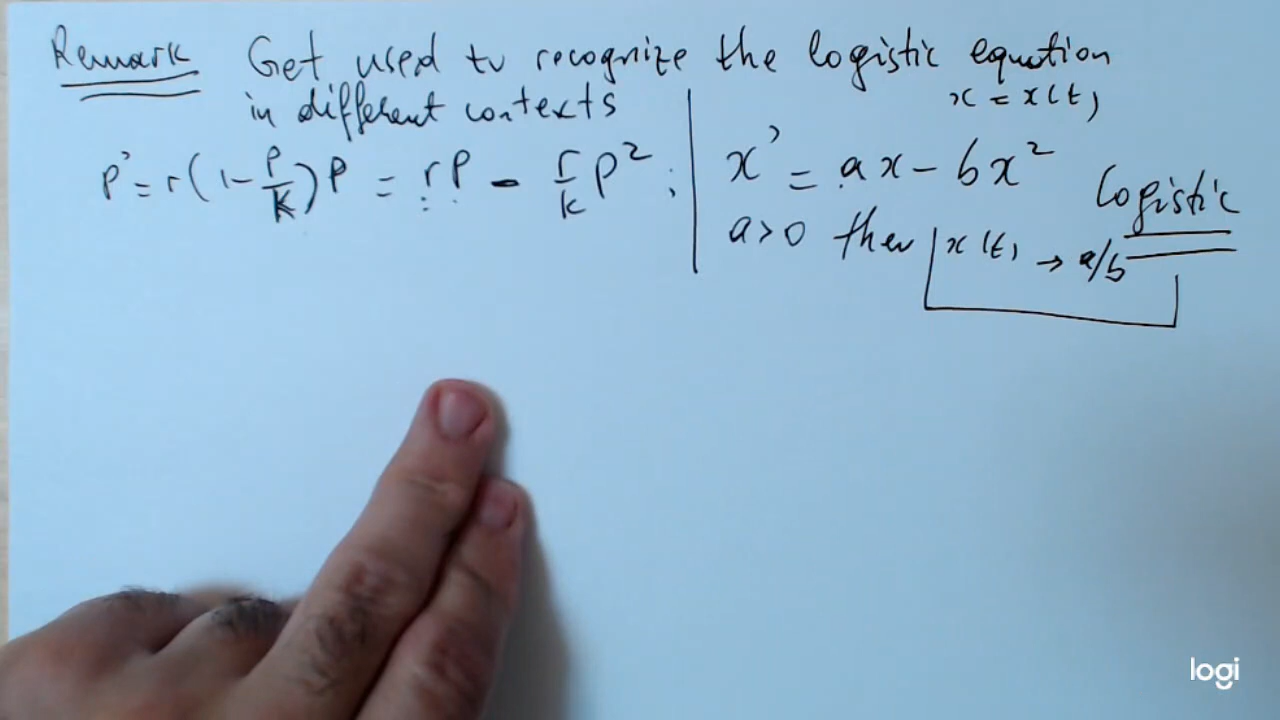 Remark Get used to recognize the logistic equation
in different contexts
x = x(t)
P' = r(1 - P/K)P = rP - r/k P² ;
x' = ax - bx²
Logistic
a > 0 then x(t) → a/b
logi